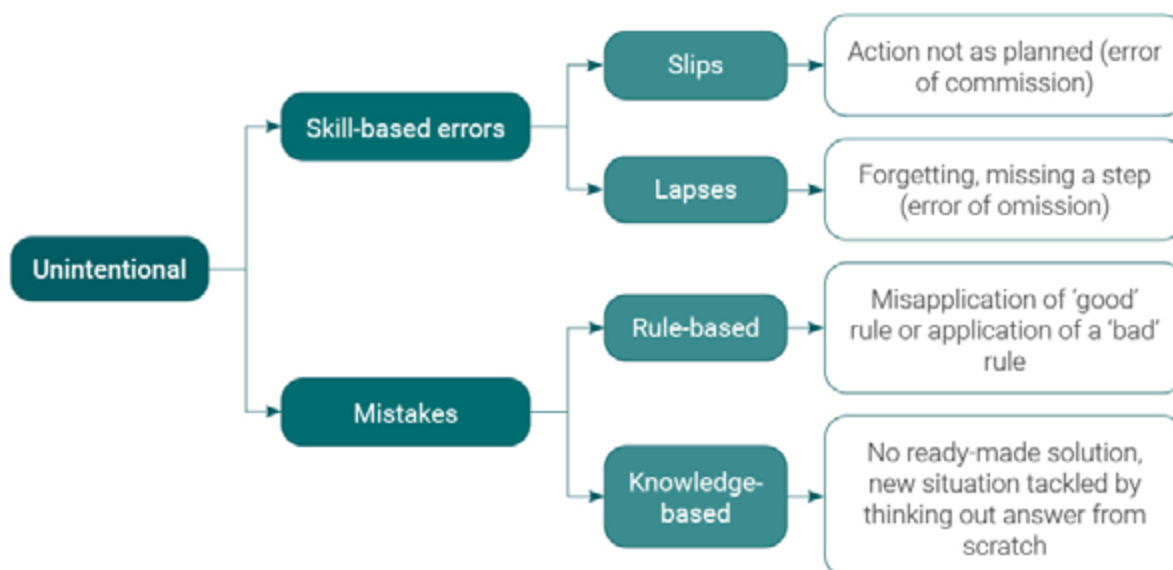 Unintentional
Skill-based errors
Slips
Action not as planned (error
of commission)
Lapses
Forgetting, missing a step
(error of omission)
Mistakes
Rule-based
Misapplication of ‘good’
rule or application of a ‘bad’
rule
Knowledge-
based
No ready-made solution,
new situation tackled by
thinking out answer from
scratch